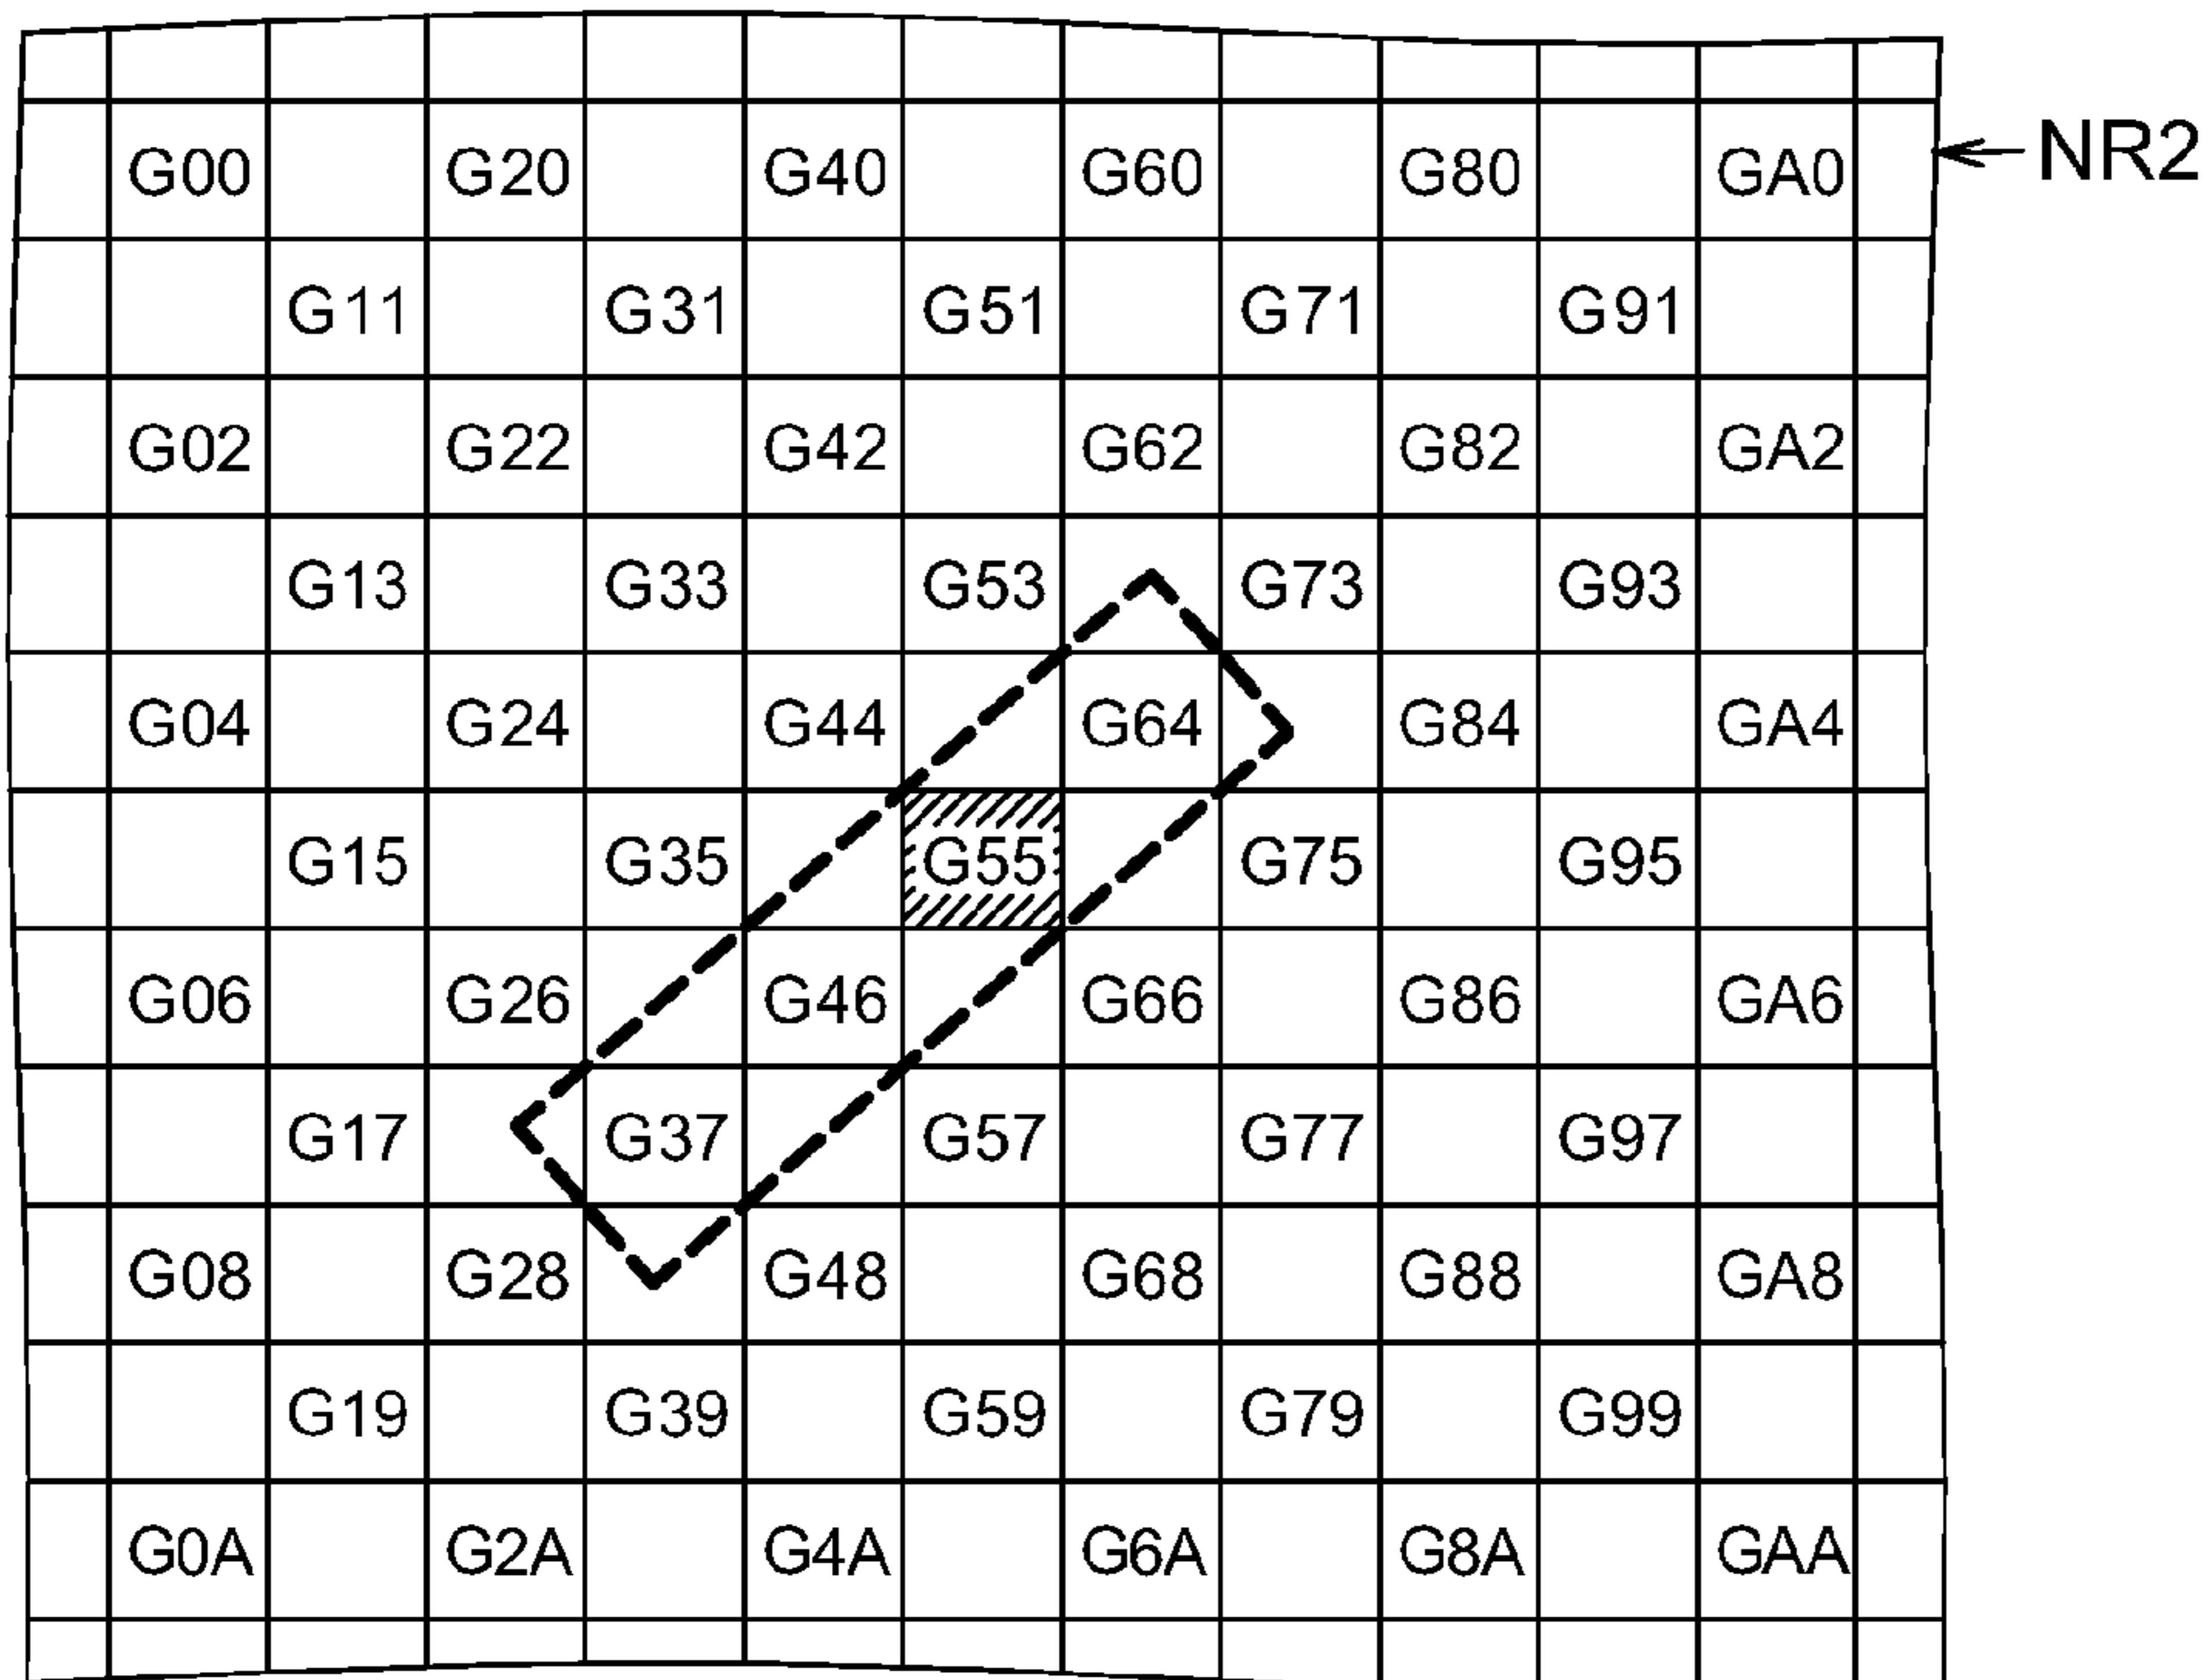 G00 G20 G40 G60 G80 GA0 NR2
G11 G31 G51 G71 G91
G02 G22 G42 G62 G82 GA2
G13 G33 G53 G73 G93
G04 G24 G44 G64 G84 GA4
G15 G35 G55 G75 G95
G06 G26 G46 G66 G86 GA6
G17 G37 G57 G77 G97
G08 G28 G48 G68 G88 GA8
G19 G39 G59 G79 G99
G0A G2A G4A G6A G8A GAA